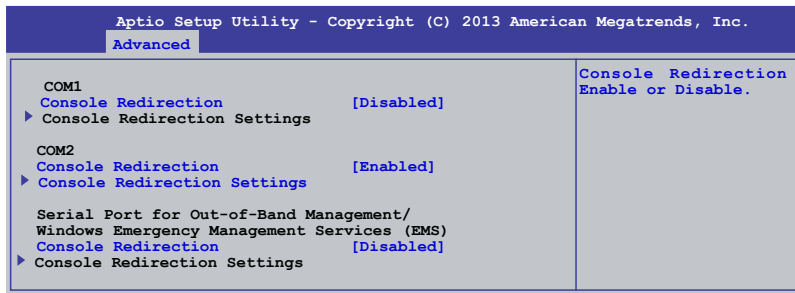 Aptio Setup Utility - Copyright (C) 2013 American Megatrends, Inc.
Advanced
COM1
Console Redirection [Disabled]
Console Redirection Settings
COM2
Console Redirection [Enabled]
Console Redirection Settings
Serial Port for Out-of-Band Management/
Windows Emergency Management Services (EMS)
Console Redirection [Disabled]
Console Redirection Settings
Console Redirection
Enable or Disable.